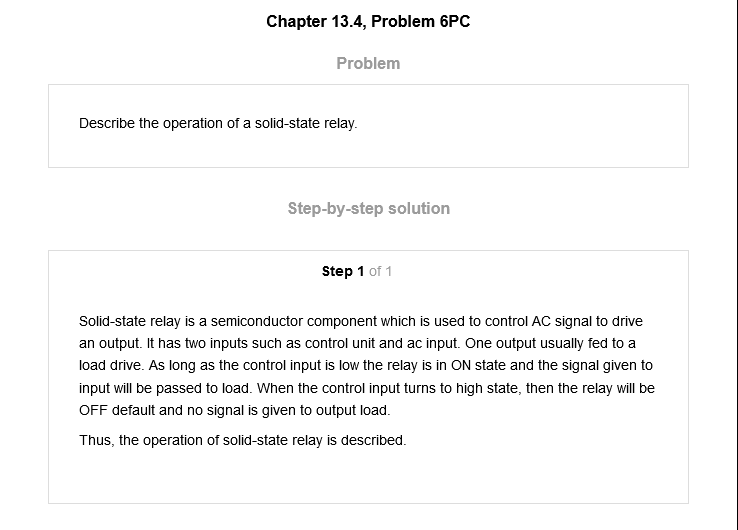 Chapter 13.4, Problem 6PC
Problem
Describe the operation of a solid-state relay.
Step-by-step solution
Step 1 of 1
Solid-state relay is a semiconductor component which is used to control AC signal to drive
an output. It has two inputs such as control unit and ac input. One output usually fed to a
load drive. As long as the control input is low the relay is in ON state and the signal given to
input will be passed to load. When the control input turns to high state, then the relay will be
OFF default and no signal is given to output load.
Thus, the operation of solid-state relay is described.